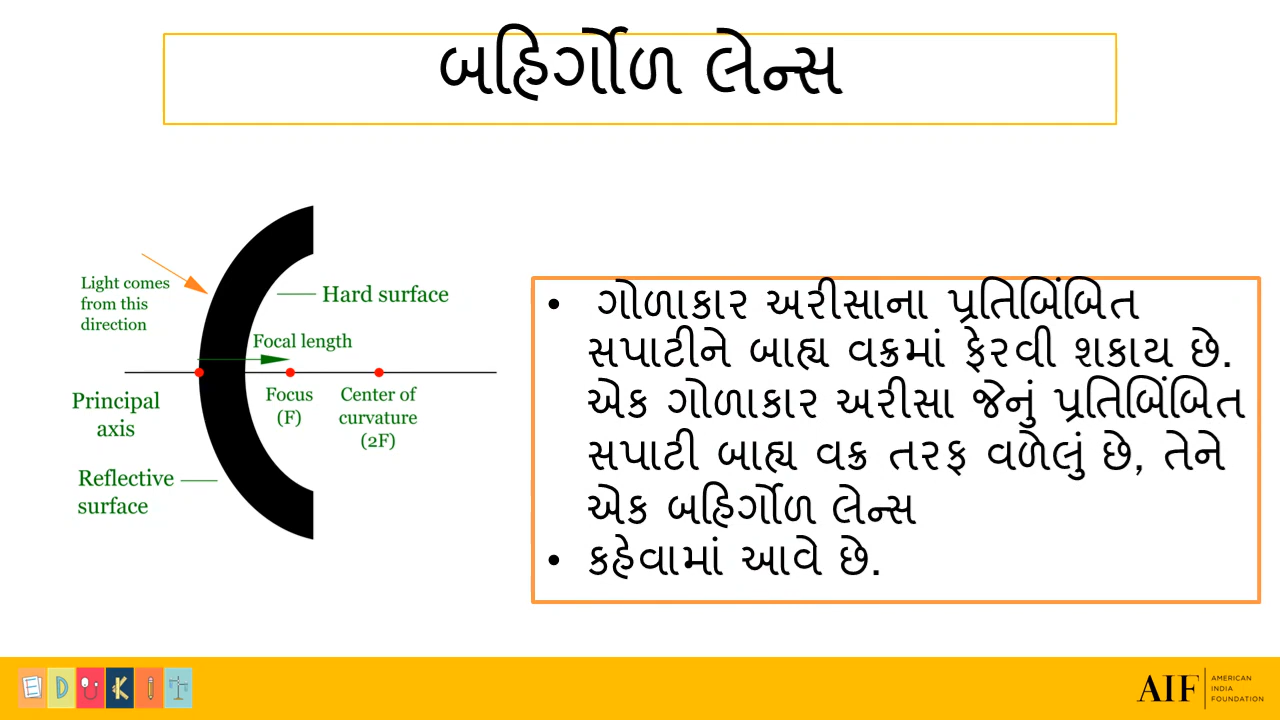 બહિર્ગોળ લેન્સ
Light comes
from this
direction
Hard surface
Focal length
Principal
axis
Focus
(F)
Center of
curvature
(2F)
Reflective
surface
• ગોળાકાર અરીસાના પ્રતિબિંબિત
સપાટીને બાહ્ય વક્રમાં ફેરવી શકાય છે.
એક ગોળાકાર અરીસા જેનું પ્રતિબિંબિત
સપાટી બાહ્ય વક્ર તરફ વળેલું છે, તેને
એક બહિર્ગોળ લેન્સ
• કહેવામાં આવે છે.
EDUKIT
AIF
AMERICAN
INDIA
FOUNDATION